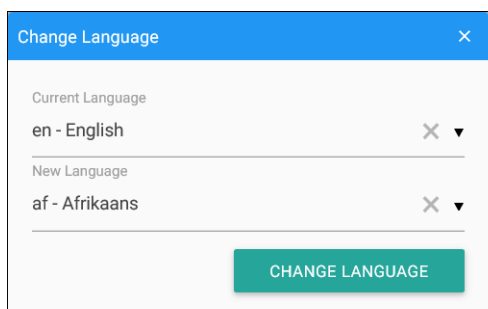 Change Language
Current Language
en - English
New Language
af - Afrikaans
CHANGE LANGUAGE